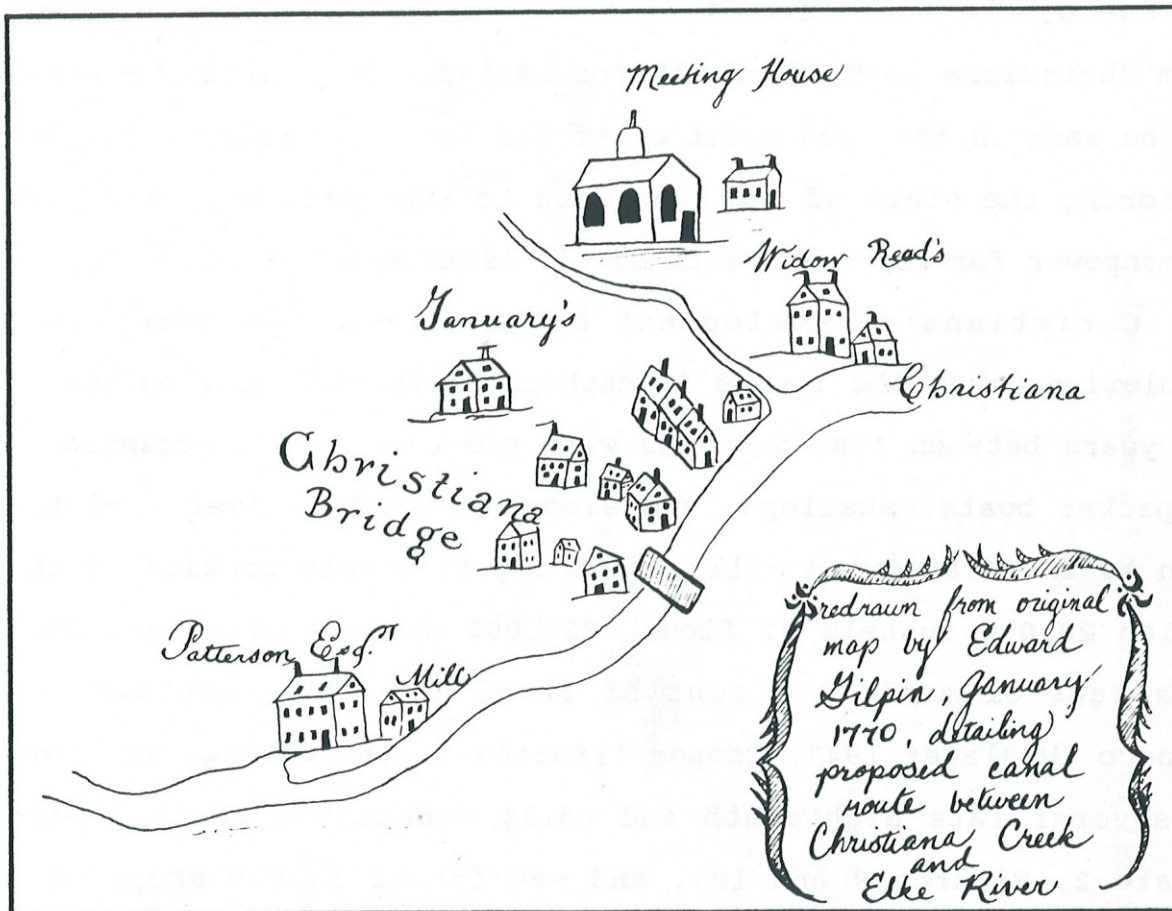 Meeting House
Widow Read's
January's
Christiana
Christiana
Bridge
Patterson Esqr.
Mill
redrawn from original
map by Edward
Gilpin, January
1770, detailing
proposed canal
route between
Christiana Creek
and
Elke River